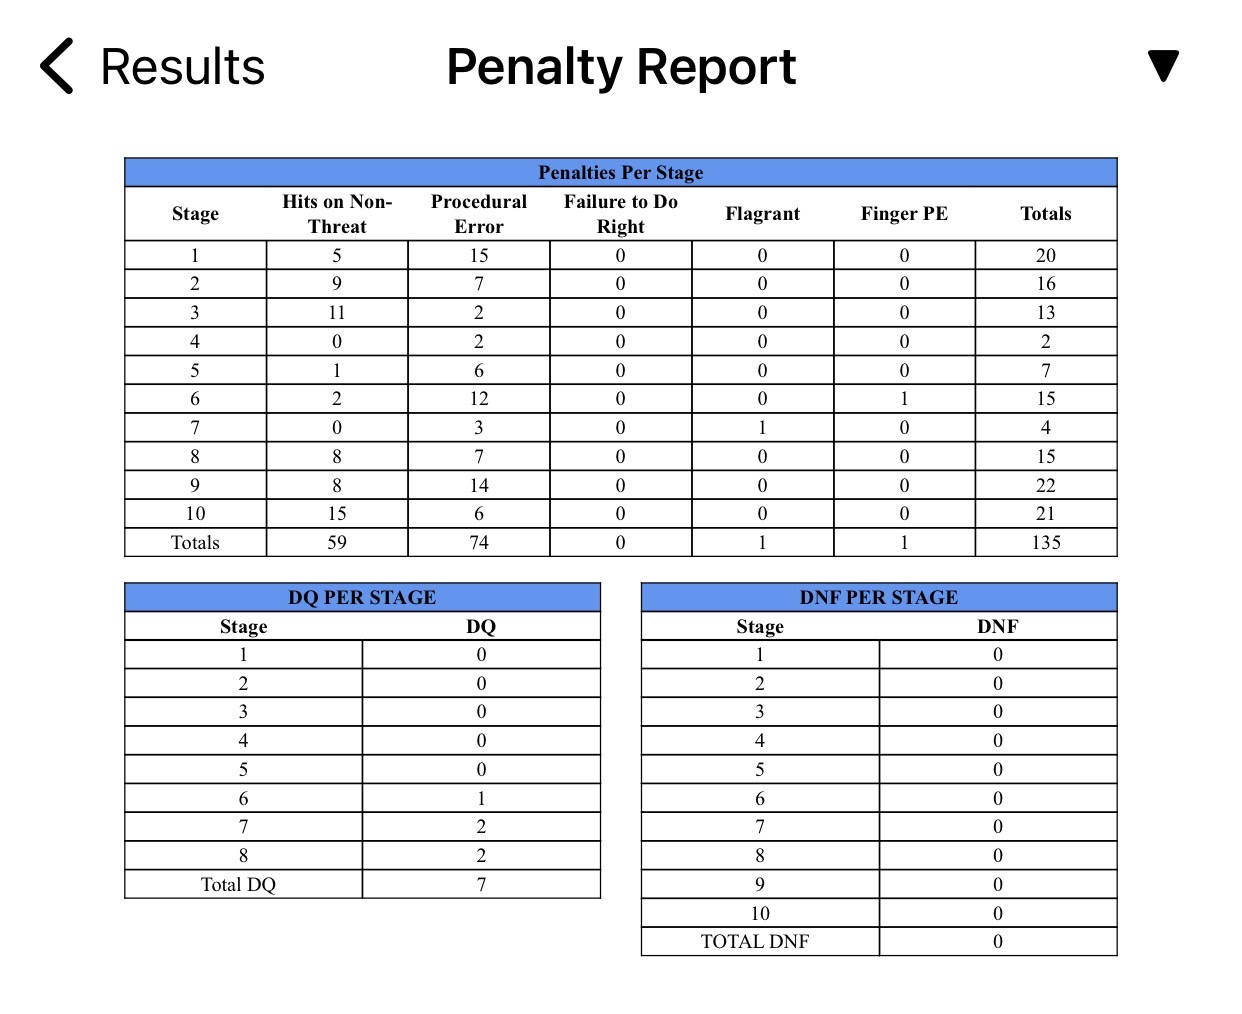 Results Penalty Report ▼
Penalties Per Stage
Stage Hits on Non-Threat Procedural Error Failure to Do Right Flagrant Finger PE Totals
1 5 15 0 0 0 20
2 9 7 0 0 0 16
3 11 2 0 0 0 13
4 0 2 0 0 0 2
5 1 6 0 0 0 7
6 2 12 0 0 1 15
7 0 3 0 1 0 4
8 8 7 0 0 0 15
9 8 14 0 0 0 22
10 15 6 0 0 0 21
Totals 59 74 0 1 1 135
DQ PER STAGE
Stage DQ
1 0
2 0
3 0
4 0
5 0
6 1
7 2
8 2
Total DQ 7
DNF PER STAGE
Stage DNF
1 0
2 0
3 0
4 0
5 0
6 0
7 0
8 0
9 0
10 0
TOTAL DNF 0